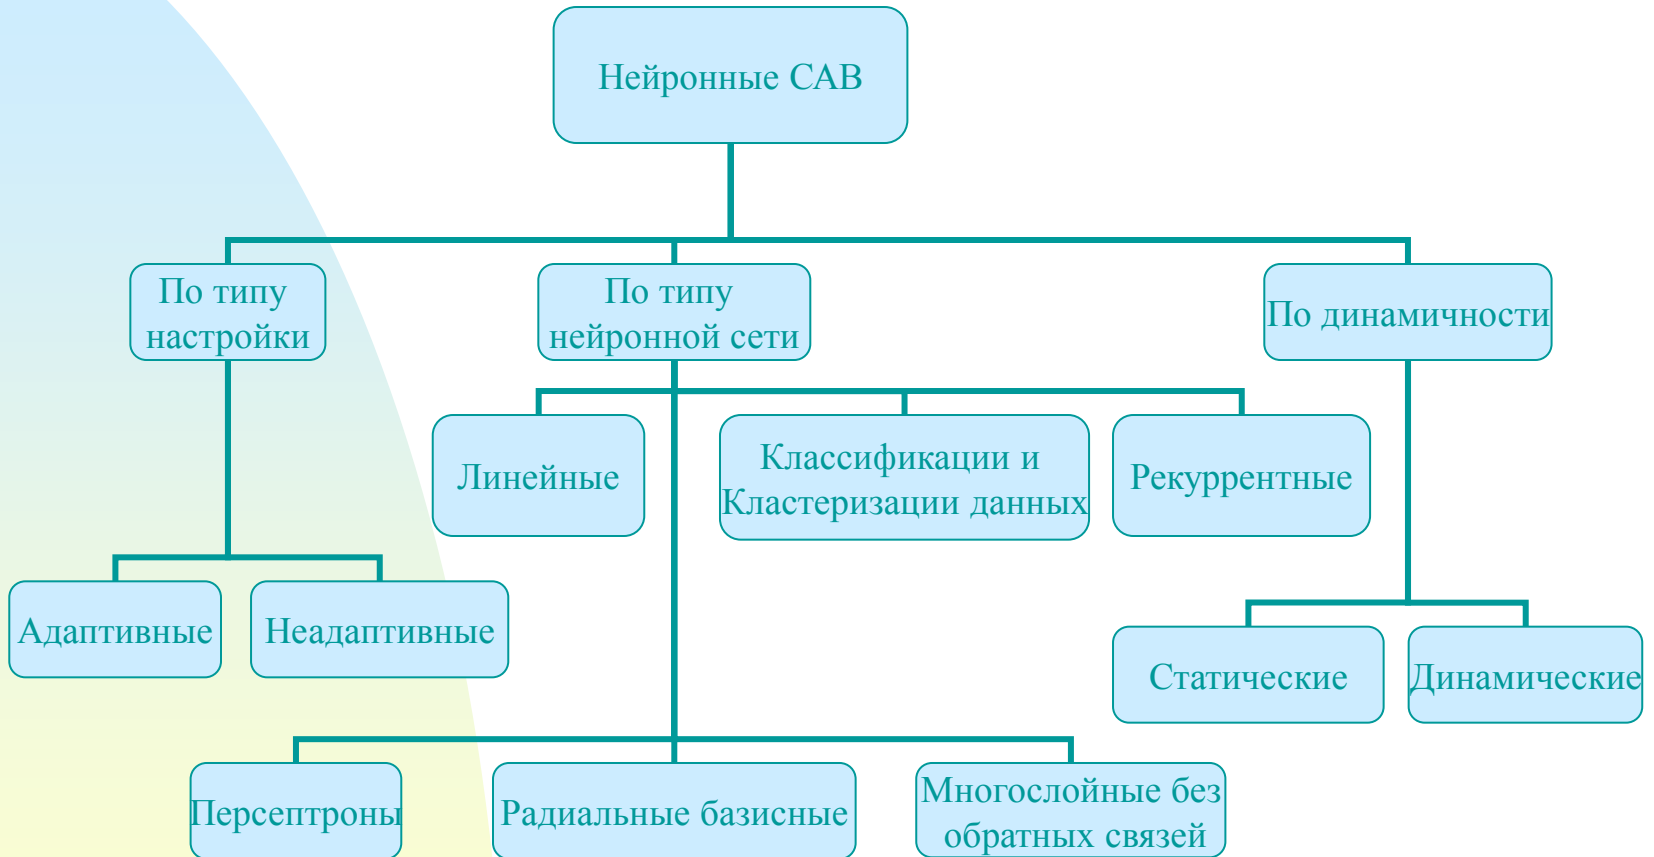 Нейронные САВ
По типу
настройки
По типу
нейронной сети
По динамичности
Линейные
Классификации и
Кластеризации данных
Рекуррентные
Адаптивные
Неадаптивные
Статические
Динамические
Персептроны
Радиальные базисные
Многослойные без
обратных связей